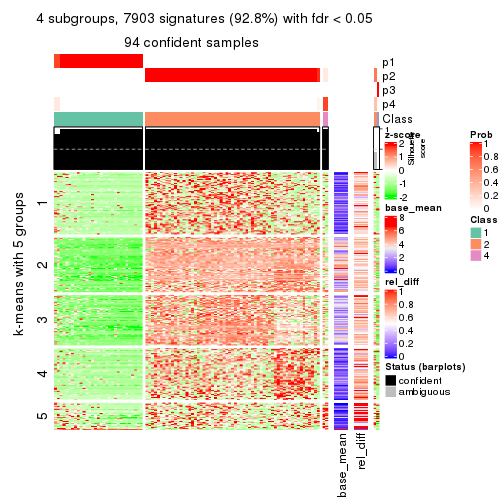 4 subgroups, 7903 signatures (92.8%) with fdr < 0.05
94 confident samples
p1
p2
p3
p4
Class
1
Silhouette
score
k-means with 5 groups
1
2
3
4
5
base_mean
rel_diff
z-score
2
1
0
-1
-2
base_mean
8
6
4
2
0
rel_diff
1
0.8
0.6
0.4
0.2
0
Status (barplots)
confident
ambiguous
Prob
1
0.8
0.6
0.4
0.2
0
Class
1
2
4